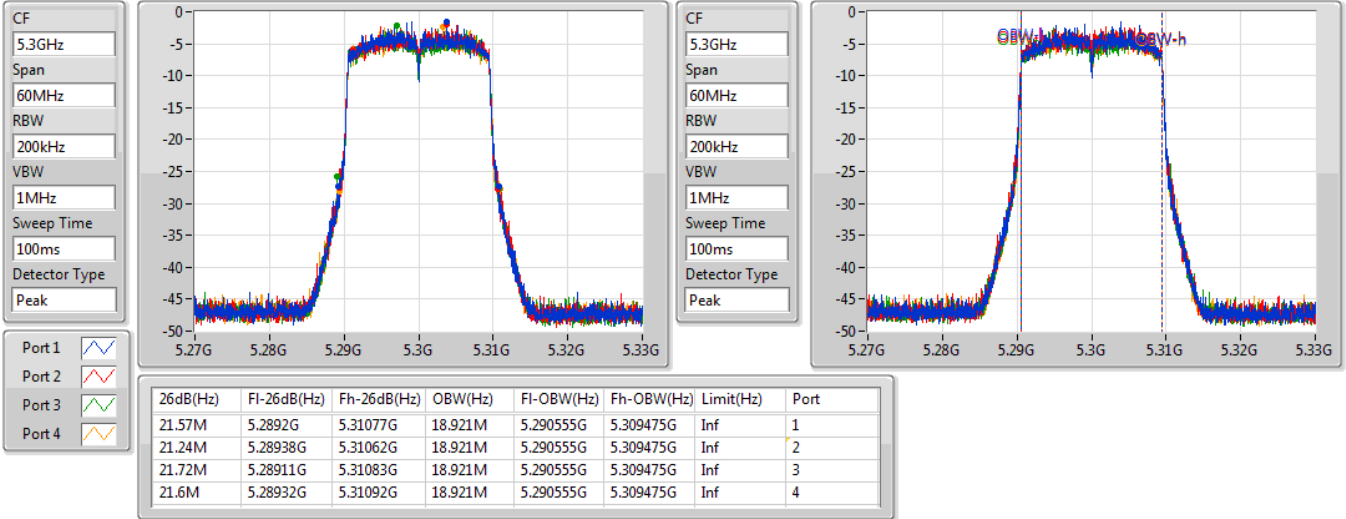 CF
5.3GHz
Span
60MHz
RBW
200kHz
VBW
1MHz
Sweep Time
100ms
Detector Type
Peak
0
-5
-10
-15
-20
-25
-30
-35
-40
-45
-50
5.27G 5.28G 5.29G 5.3G 5.31G 5.32G 5.33G
CF
5.3GHz
Span
60MHz
RBW
200kHz
VBW
1MHz
Sweep Time
100ms
Detector Type
Peak
0
-5
-10
-15
-20
-25
-30
-35
-40
-45
-50
OBW-h
5.27G 5.28G 5.29G 5.3G 5.31G 5.32G 5.33G
Port 1
Port 2
Port 3
Port 4
26dB(Hz) Fl-26dB(Hz) Fh-26dB(Hz) OBW(Hz) Fl-OBW(Hz) Fh-OBW(Hz) Limit(Hz) Port
21.57M 5.2892G 5.31077G 18.921M 5.290555G 5.309475G Inf 1
21.24M 5.28938G 5.31062G 18.921M 5.290555G 5.309475G Inf 2
21.72M 5.28911G 5.31083G 18.921M 5.290555G 5.309475G Inf 3
21.6M 5.28932G 5.31092G 18.921M 5.290555G 5.309475G Inf 4